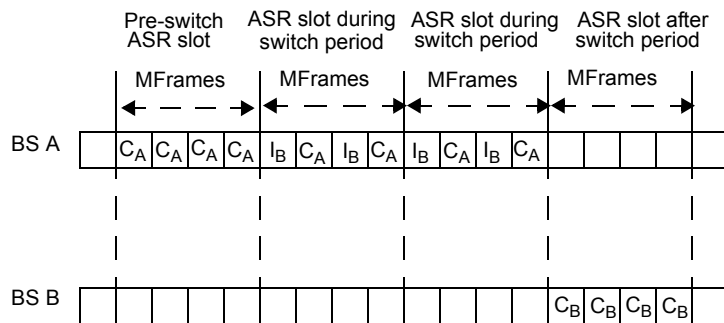 Pre-switch ASR slot during ASR slot during ASR slot after
ASR slot switch period switch period switch period
MFrames MFrames MFrames MFrames
BS A C_A C_A C_A C_A I_B C_A I_B C_A I_B C_A I_B C_A
BS B C_B C_B C_B C_B